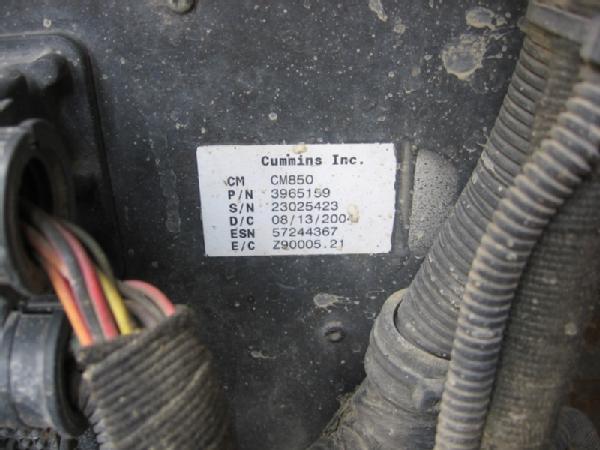 Cummins Inc.
CM CM850
P/N 3965159
S/N 23025423
D/C 08/13/2004
ESN 57244367
E/C Z90005.21